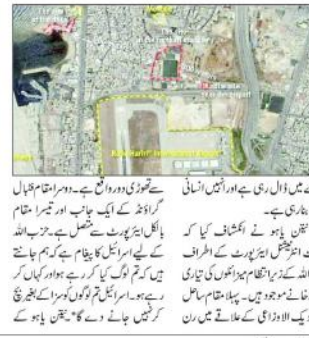 Rafic Hariri International Airport
ے میں ڈال رہی ہے اور انہیں انسانی
بنا رہی ہے۔
نیتن یاہو نے انکشاف کیا کہ
ت انٹرنیشنل ایئرپورٹ کے اطراف
اللہ کے زیر انتظام میزائلوں کی تیاری
خانے موجود ہیں۔ پہلا مقام ساحل
یک الاوزاعی کے علاقے میں رن
سے تھوڑی دور واقع ہے۔ دوسرا مقام فٹبال
گراؤنڈ کے ایک جانب اور تیسرا مقام
بالکل ایئرپورٹ سے متصل ہے۔ حزب اللہ
کے لیے اسرائیل کا پیغام ہے کہ ہم جانتے
ہیں کہ تم لوگ کیا کر رہے ہو اور کہاں کر
رہے ہو۔ اسرائیل تم لوگوں کو سزا کے بغیر بچ
کر نہیں جانے دے گا“۔ نیتن یاہو کے